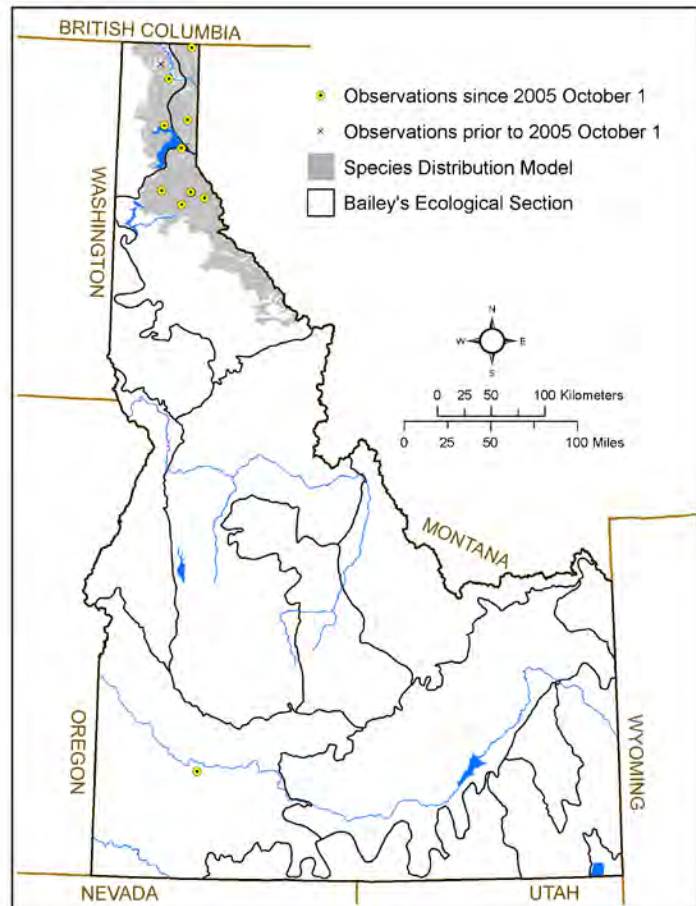 BRITISH COLUMBIA
Observations since 2005 October 1
Observations prior to 2005 October 1
Species Distribution Model
Bailey's Ecological Section
WASHINGTON
N
W E
S
0 25 50 100 Kilometers
0 25 50 100 Miles
MONTANA
OREGON
WYOMING
NEVADA
UTAH